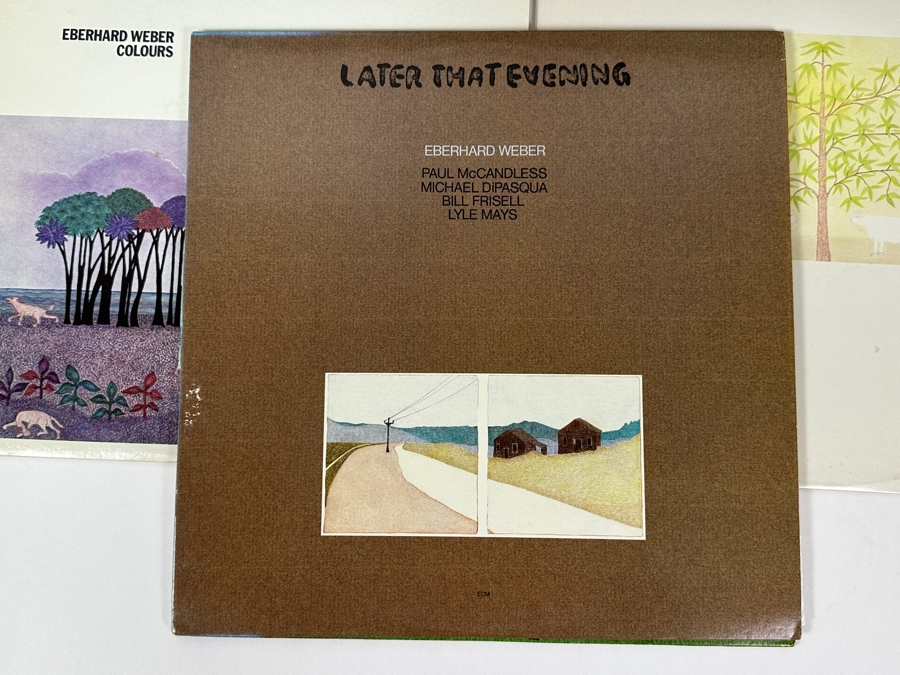 EBERHARD WEBER
COLOURS
LATER THAT EVENING
EBERHARD WEBER
PAUL McCANDLESS
MICHAEL DiPASQUA
BILL FRISELL
LYLE MAYS
ECM